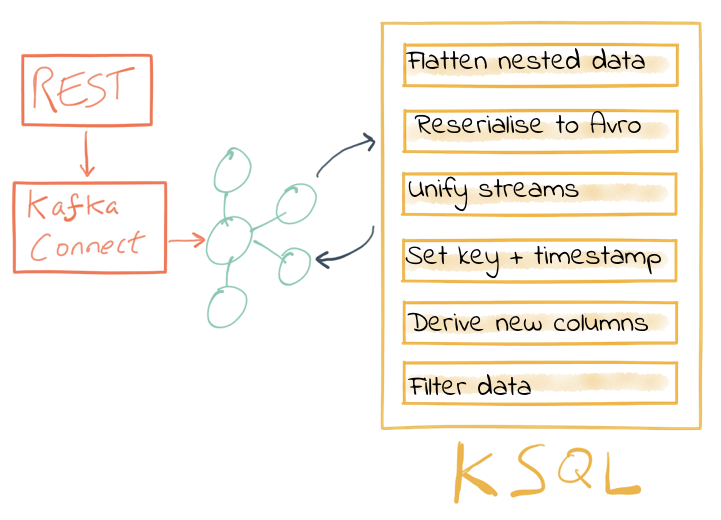 REST
Kafka
Connect
Flatten nested data
Reserialise to Avro
Unify streams
Set key + timestamp
Derive new columns
Filter data
KSQL